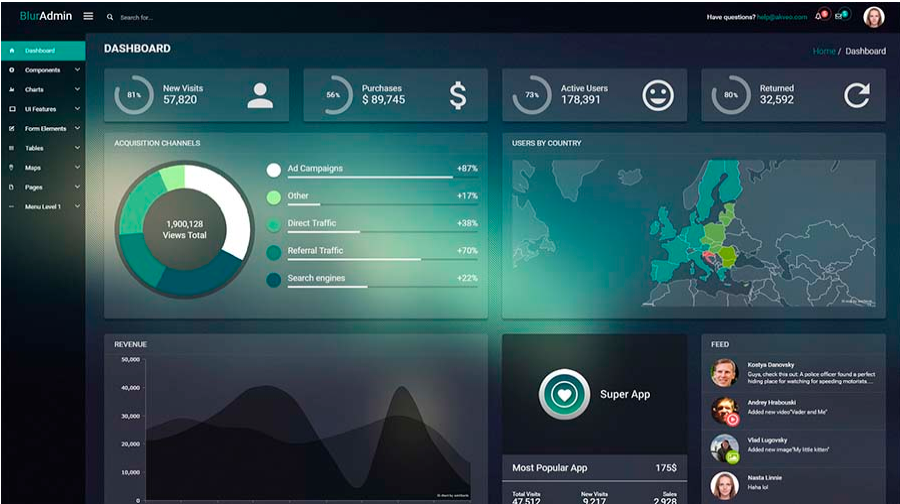 BlurAdmin
Search for...
Have questions? help@akveo.com
Dashboard
Components
Charts
UI Features
Form Elements
Tables
Maps
Pages
Menu Level 1
DASHBOARD
Home / Dashboard
81%
New Visits
57,820
56%
Purchases
$ 89,745
73%
Active Users
178,391
80%
Returned
32,592
ACQUISITION CHANNELS
1,900,128
Views Total
Ad Campaigns +87%
Other +17%
Direct Traffic +38%
Referral Traffic +70%
Search engines +22%
USERS BY COUNTRY
REVENUE
50,000
40,000
30,000
20,000
10,000
0
Super App
Most Popular App 175$
Total Visits
47,512
New Visits
9,217
Sales
2,928
FEED
Kostya Danovsky
Guys, check this out: A police officer found a perfect
hiding place for watching for speeding motorists....
Andrey Hrabouski
Added new video"Vader and Me"
Vlad Lugovsky
Added new image"My little kitten"
Nasta Linnie
Haha lol